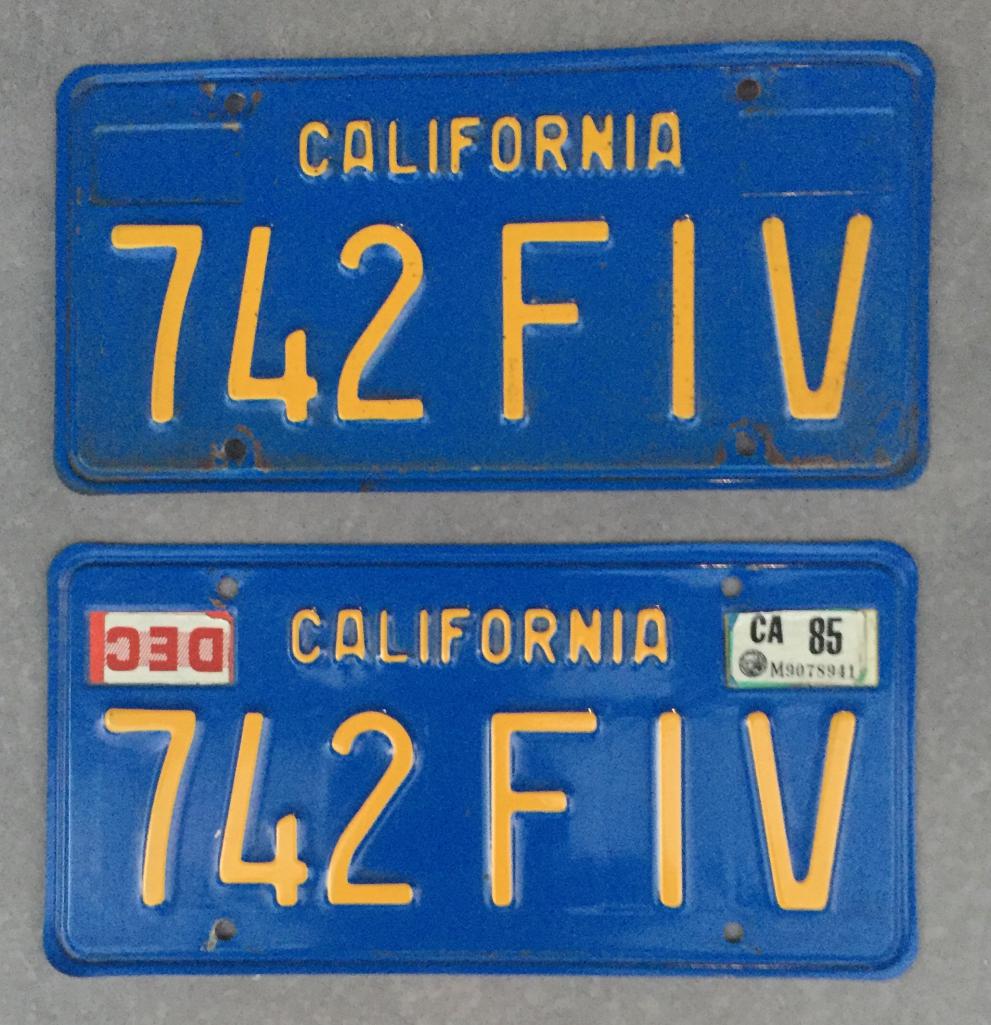 CALIFORNIA
742 FIV
DEC
CALIFORNIA
CA 85
M9078941
742 FIV